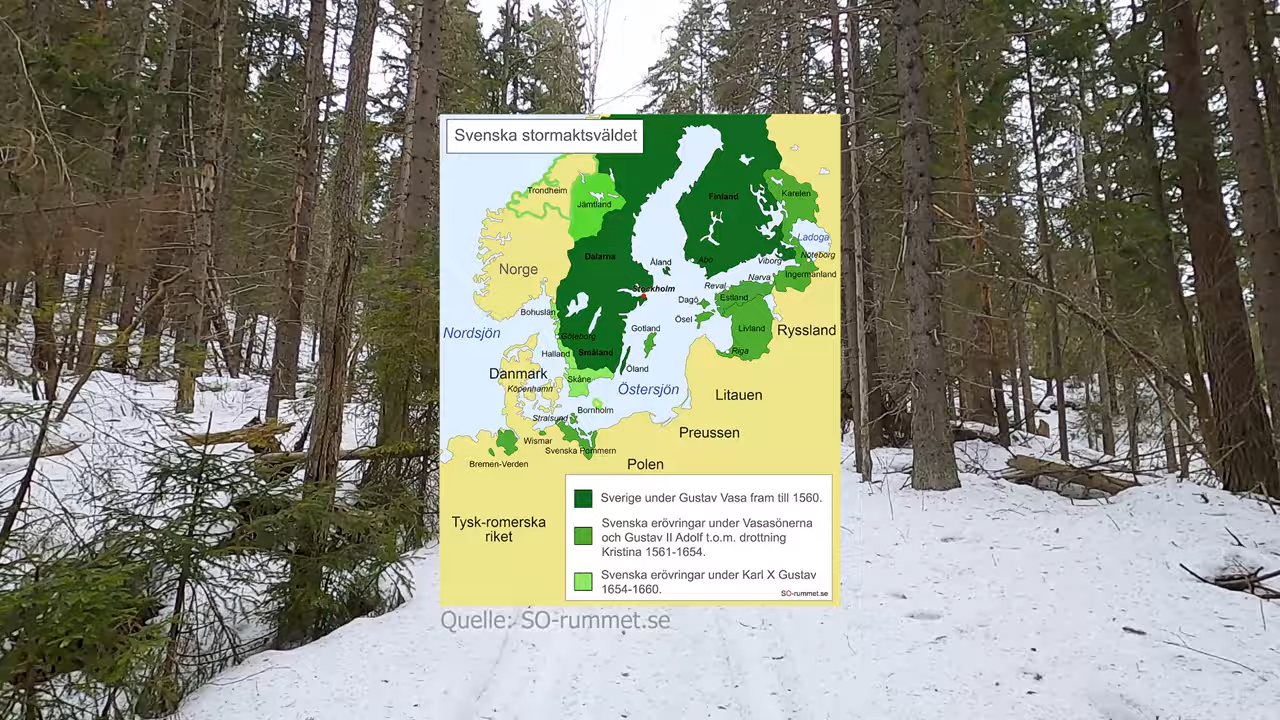 Svenska stormaktsväldet
Trondheim
Jämtland
Finland
Karelen
Ladoga
Nöteborg
Norge
Dalarna
Åland
Åbo
Viborg
Ingermanland
Narva
Reval
Stockholm
Estland
Dagö
Bohuslän
Ösel
Nordsjön
Göteborg
Gotland
Livland
Ryssland
Halland
Småland
Riga
Danmark
Skåne
Öland
Köpenhamn
Östersjön
Litauen
Bornholm
Stralsund
Preussen
Wismar
Svenska Pommern
Bremen-Verden
Polen
Tysk-romerska
riket
Sverige under Gustav Vasa fram till 1560.
Svenska erövringar under Vasasönerna
och Gustav II Adolf t.o.m. drottning
Kristina 1561-1654.
Svenska erövringar under Karl X Gustav
1654-1660.
SO-rummet.se
Quelle: SO-rummet.se